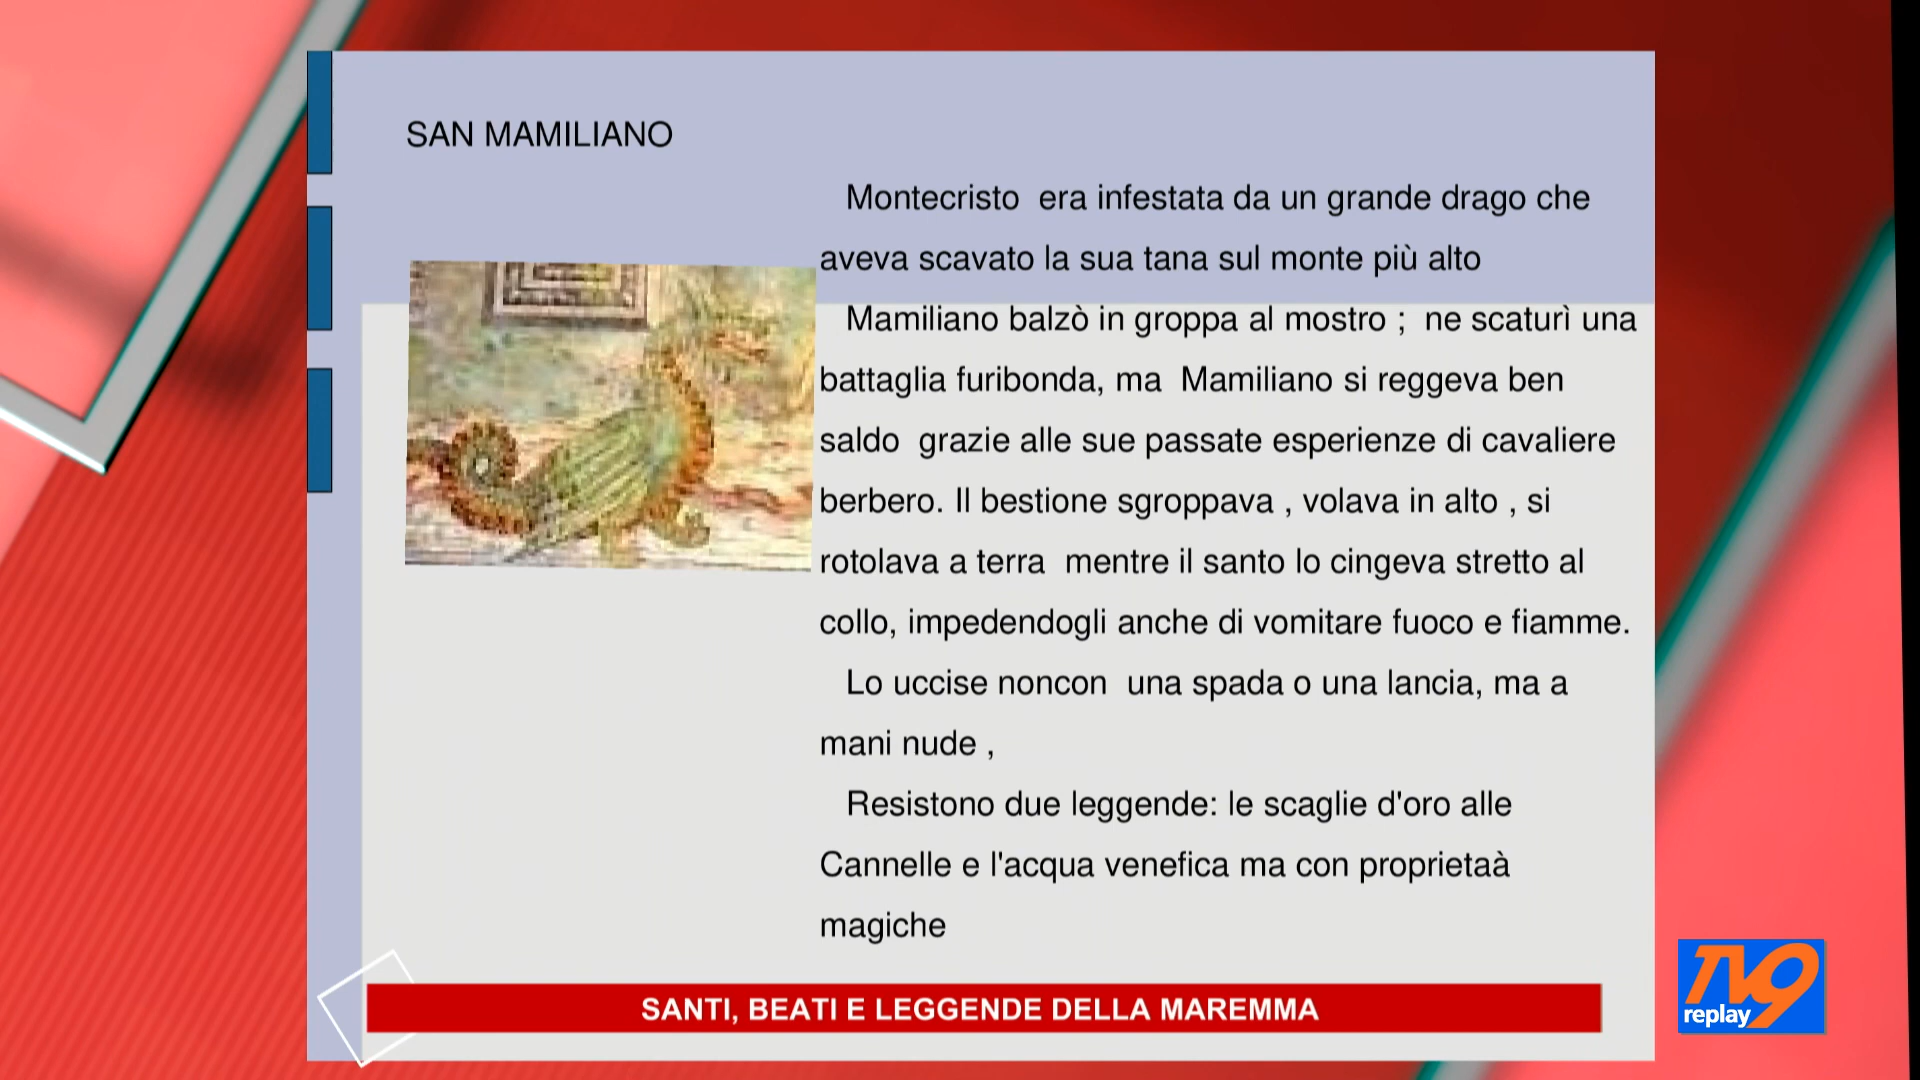 SAN MAMILIANO
Montecristo era infestata da un grande drago che
aveva scavato la sua tana sul monte più alto
Mamiliano balzò in groppa al mostro ; ne scaturì una
battaglia furibonda, ma Mamiliano si reggeva ben
saldo grazie alle sue passate esperienze di cavaliere
berbero. Il bestione sgroppava , volava in alto , si
rotolava a terra mentre il santo lo cingeva stretto al
collo, impedendogli anche di vomitare fuoco e fiamme.
Lo uccise noncon una spada o una lancia, ma a
mani nude ,
Resistono due leggende: le scaglie d'oro alle
Cannelle e l'acqua venefica ma con proprietaà
magiche
SANTI, BEATI E LEGGENDE DELLA MAREMMA
TV9
replay